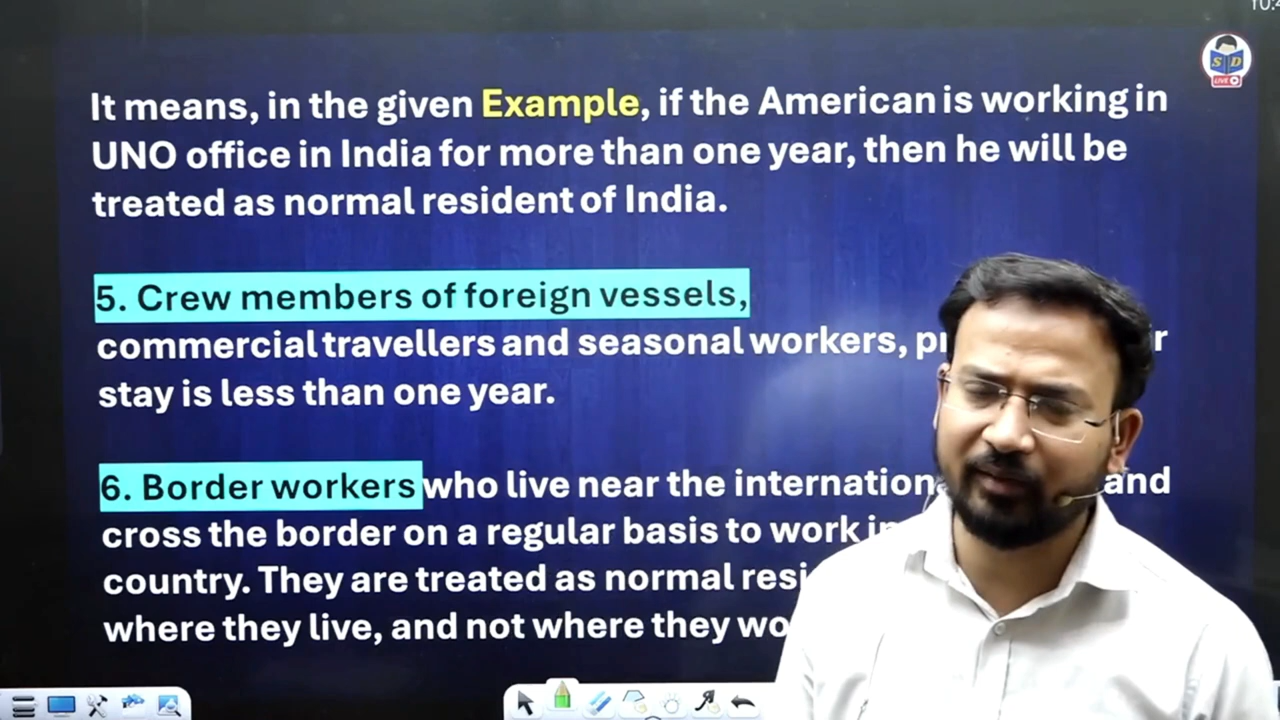 10:4
S D
LIVE
It means, in the given Example, if the American is working in
UNO office in India for more than one year, then he will be
treated as normal resident of India.
5. Crew members of foreign vessels,
commercial travellers and seasonal workers,
stay is less than one year.
6. Border workers who live near the and
cross the border on a regular basis to work
country. They are treated as normal
where they live, and not where they